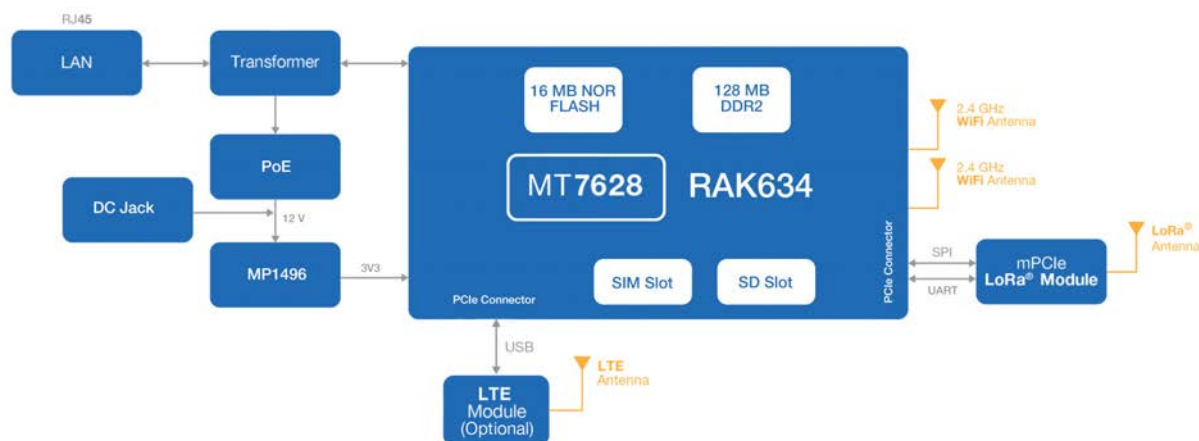 RJ45
LAN
Transformer
PoE
DC Jack
12 V
MP1496
3V3
16 MB NOR
FLASH
128 MB
DDR2
MT7628
RAK634
SIM Slot
SD Slot
PCIe Connector
PCIe Connector
2.4 GHz
WiFi Antenna
2.4 GHz
WiFi Antenna
SPI
UART
mPCIe
LoRa® Module
LoRa®
Antenna
USB
LTE
Module
(Optional)
LTE
Antenna